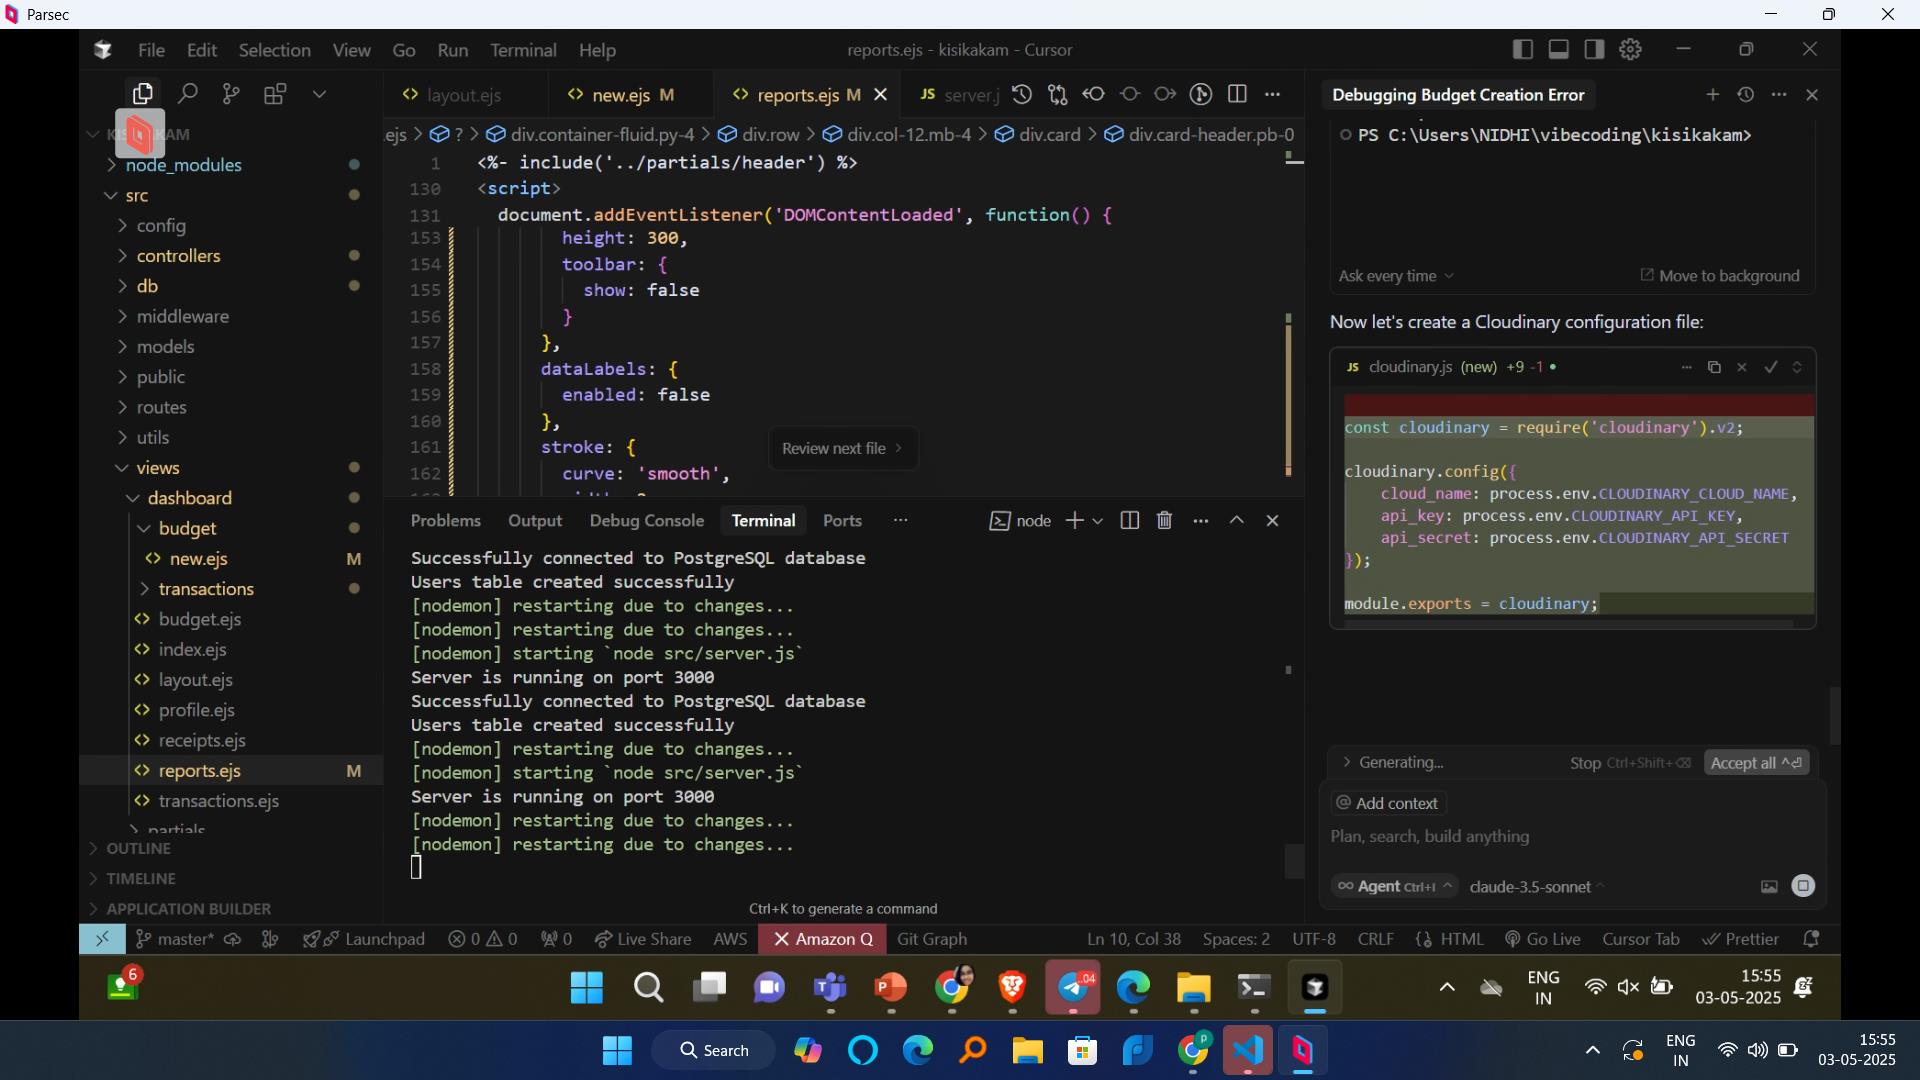 Parsec
File Edit Selection View Go Run Terminal Help
reports.ejs - kisikakam - Cursor
layout.ejs
new.ejs M
reports.ejs M
JS server.j
Debugging Budget Creation Error
KISIKAKAM
node_modules
src
config
controllers
db
middleware
models
public
routes
utils
views
dashboard
budget
new.ejs M
transactions
budget.ejs
index.ejs
layout.ejs
profile.ejs
receipts.ejs
reports.ejs M
transactions.ejs
partials
OUTLINE
TIMELINE
APPLICATION BUILDER
.ejs > ? > div.container-fluid.py-4 > div.row > div.col-12.mb-4 > div.card > div.card-header.pb-0
1 <%- include('../partials/header') %>
130 <script>
131 document.addEventListener('DOMContentLoaded', function() {
153 height: 300,
154 toolbar: {
155 show: false
156 }
157 },
158 dataLabels: {
159 enabled: false
160 },
161 stroke: {
162 curve: 'smooth',
Review next file >
Problems Output Debug Console Terminal Ports ...
node
Successfully connected to PostgreSQL database
Users table created successfully
[nodemon] restarting due to changes...
[nodemon] restarting due to changes...
[nodemon] starting `node src/server.js`
Server is running on port 3000
Successfully connected to PostgreSQL database
Users table created successfully
[nodemon] restarting due to changes...
[nodemon] starting `node src/server.js`
Server is running on port 3000
[nodemon] restarting due to changes...
[nodemon] restarting due to changes...
Ctrl+K to generate a command
PS C:\Users\NIDHI\vibecoding\kisikakam>
Ask every time
Move to background
Now let's create a Cloudinary configuration file:
JS cloudinary.js (new) +9 -1
const cloudinary = require('cloudinary').v2;
cloudinary.config({
cloud_name: process.env.CLOUDINARY_CLOUD_NAME,
api_key: process.env.CLOUDINARY_API_KEY,
api_secret: process.env.CLOUDINARY_API_SECRET
});
module.exports = cloudinary;
Generating...
Stop Ctrl+Shift+⌫
Accept all ^⏎
@ Add context
Plan, search, build anything
∞ Agent Ctrl+I
claude-3.5-sonnet
master*
Launchpad
0 0
0
Live Share
AWS
Amazon Q
Git Graph
Ln 10, Col 38
Spaces: 2
UTF-8
CRLF
{} HTML
Go Live
Cursor Tab
Prettier
6
P
.04
ENG
IN
15:55
03-05-2025
Search
P
ENG
IN
15:55
03-05-2025